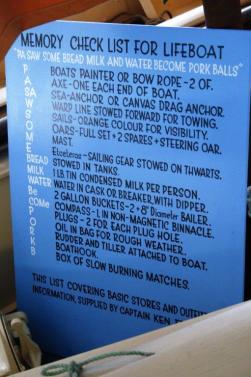 MEMORY CHECK LIST FOR LIFEBOAT
"PA SAW SOME BREAD MILK AND WATER BECOME PORK BALLS"
P BOATS PAINTER OR BOW ROPE - 2 OF.
A AXE - ONE EACH END OF BOAT.
S SEA-ANCHOR OR CANVAS DRAG ANCHOR.
A WARP LINE STOWED FORWARD FOR TOWING.
W SAILS - ORANGE COLOUR FOR VISIBILITY.
S OARS - FULL SET + 2 SPARES + STEERING OAR.
O MAST.
M Etceteras - SAILING GEAR STOWED ON THWARTS.
E
BREAD STOWED IN TANKS.
MILK 1 LB TIN CONDENSED MILK PER PERSON.
WATER WATER IN CASK OR BREAKER, WITH DIPPER.
Be 2 GALLON BUCKETS - 2 + 8" Diameter BAILER.
COMe COMPASS - 1 IN NON-MAGNETIC BINNACLE.
P PLUGS - 2 FOR EACH PLUG HOLE.
O OIL IN BAG FOR ROUGH WEATHER.
R RUDDER AND TILLER ATTACHED TO BOAT.
K BOATHOOK.
B BOX OF SLOW BURNING MATCHES.
THIS LIST COVERING BASIC STORES AND
INFORMATION, SUPPLIED BY CAPTAIN KEN